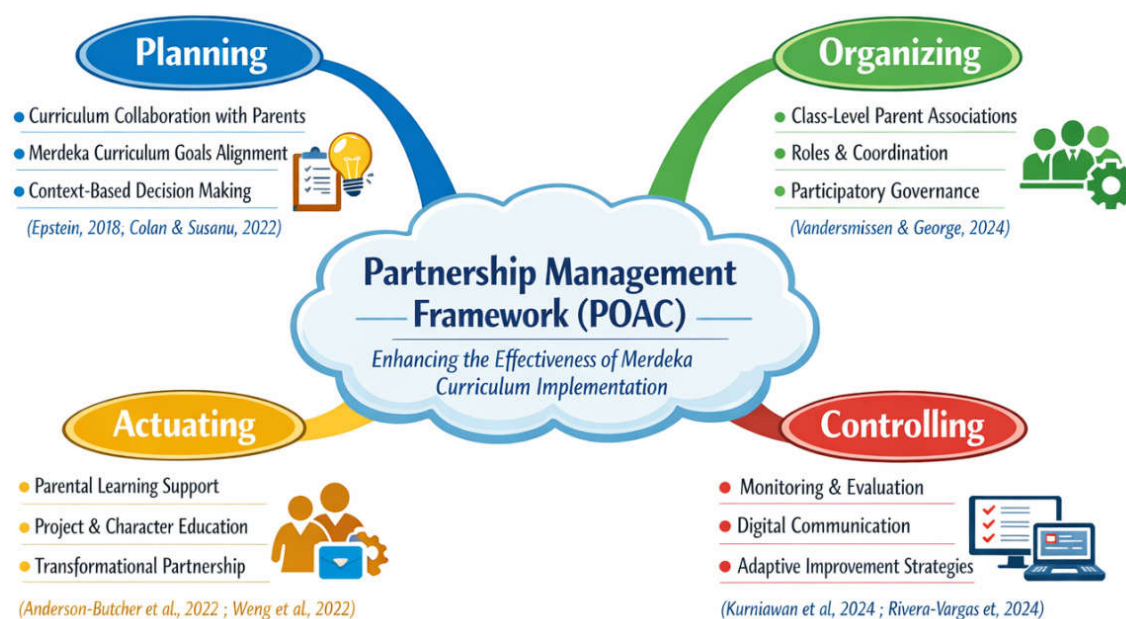 Planning
Curriculum Collaboration with Parents
Merdeka Curriculum Goals Alignment
Context-Based Decision Making
(Epstein, 2018; Colan & Susanu, 2022)
Organizing
Class-Level Parent Associations
Roles & Coordination
Participatory Governance
(Vandersmissen & George, 2024)
Partnership Management
Framework (POAC)
Enhancing the Effectiveness of Merdeka
Curriculum Implementation
Actuating
Parental Learning Support
Project & Character Education
Transformational Partnership
(Anderson-Butcher et al., 2022 ; Weng et al., 2022)
Controlling
Monitoring & Evaluation
Digital Communication
Adaptive Improvement Strategies
(Kurniawan et al, 2024 ; Rivera-Vargas et, 2024)